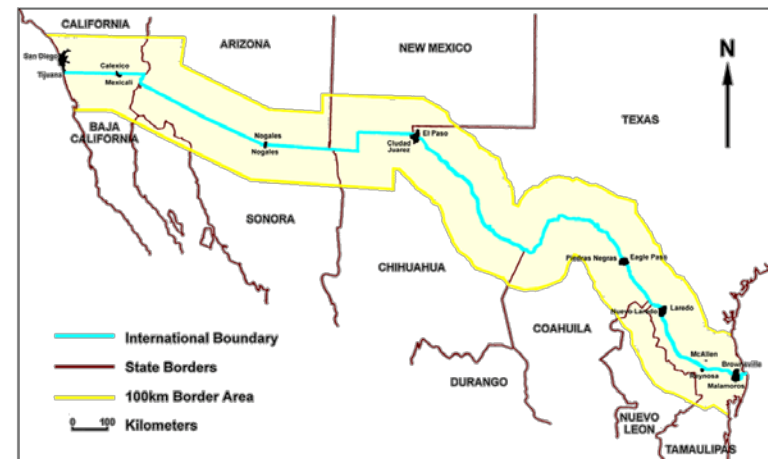 CALIFORNIA
ARIZONA
NEW MEXICO
N
San Diego
Tijuana
Calexico
Mexicali
TEXAS
BAJA
CALIFORNIA
Nogales
Nogales
El Paso
Ciudad
Juarez
SONORA
CHIHUAHUA
Piedras Negras
Eagle Pass
Nuevo Laredo
Laredo
COAHUILA
McAllen
Reynosa
Brownsville
Malamoros
DURANGO
NUEVO
LEON
TAMAULIPAS
International Boundary
State Borders
100km Border Area
0 100
Kilometers